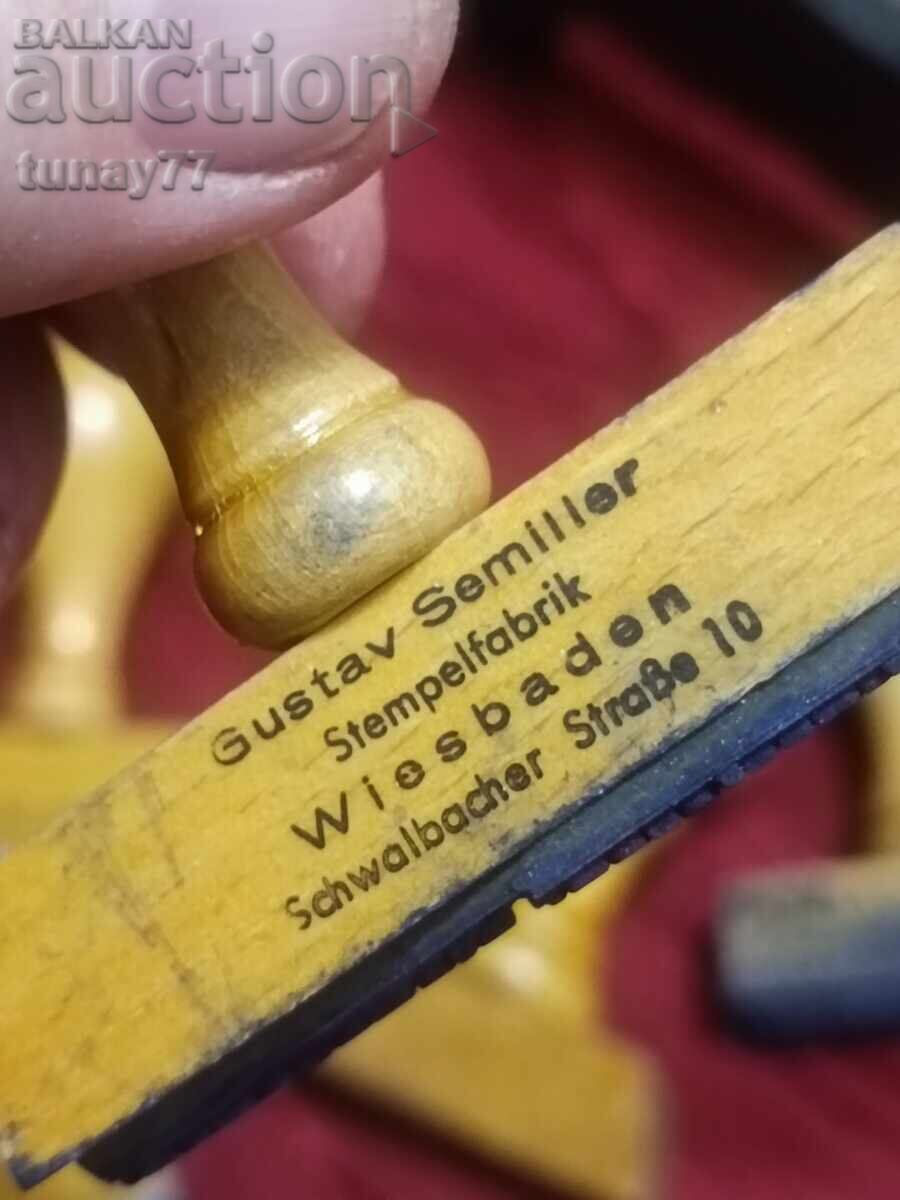 BALKAN
auction
tunay77
Gustav Semiller
Stempelfabrik
Wiesbaden
Schwalbacher Straße 10